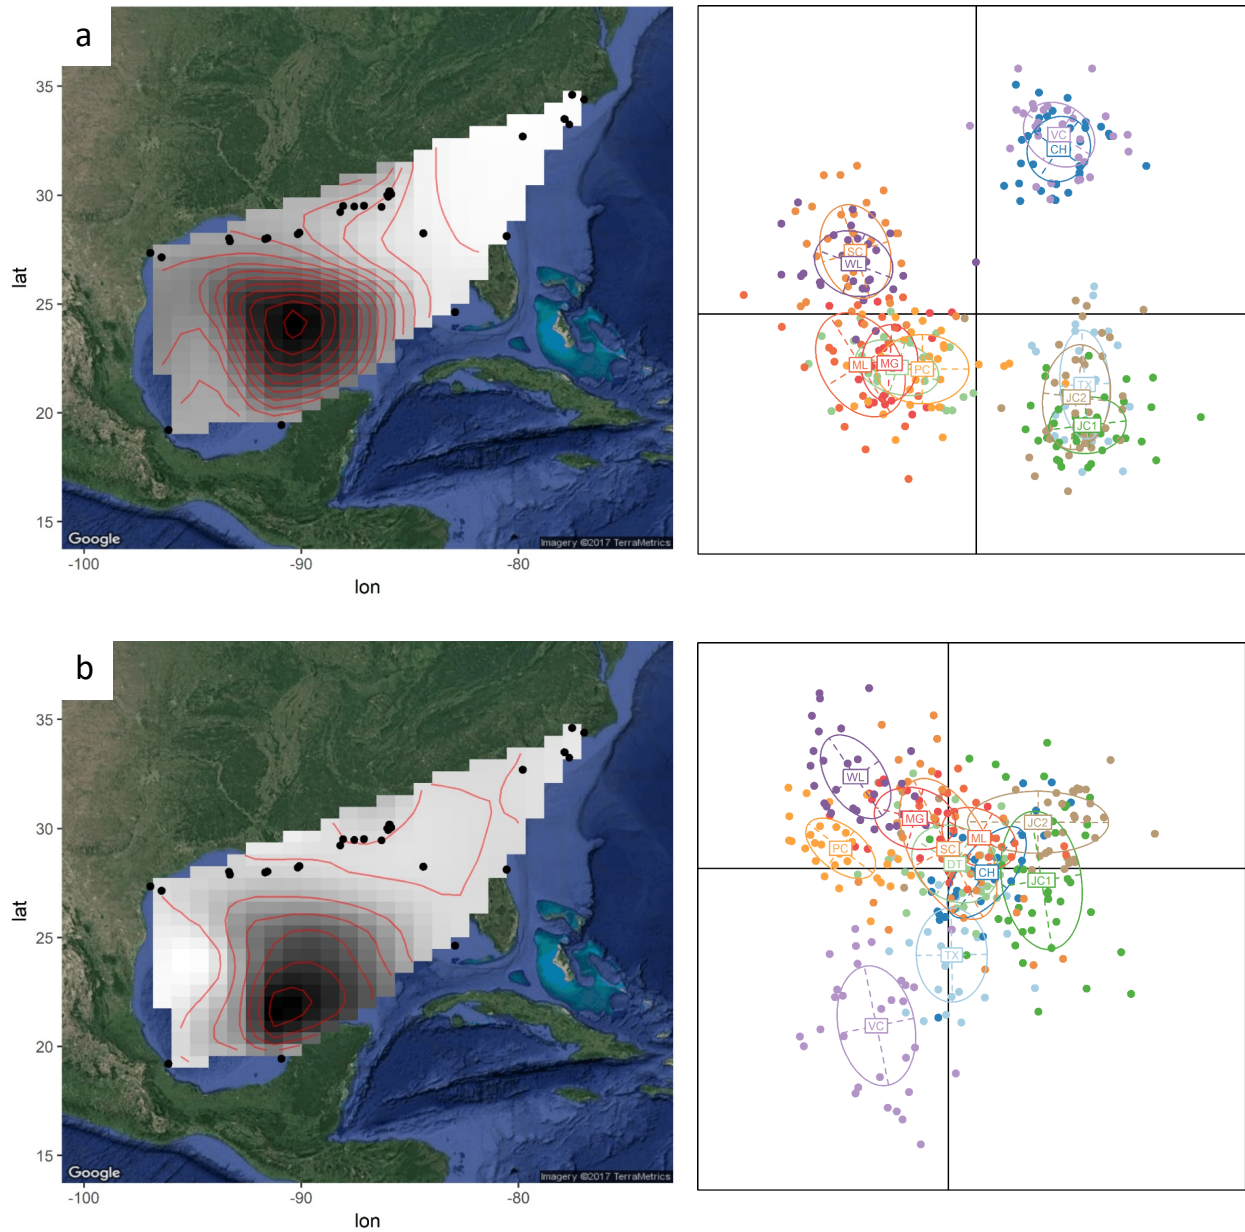 a
35
30
25
20
15
lat
-100
-90
-80
lon
Google
Imagery ©2017 TerraMetrics
VC
CH
SC
WL
ML
MG
PC
TX
JC2
JC1
b
35
30
25
20
15
lat
-100
-90
-80
lon
Google
Imagery ©2017 TerraMetrics
WL
MG
JC2
ML
PC
SC
DT
CH
JC1
TX
VC